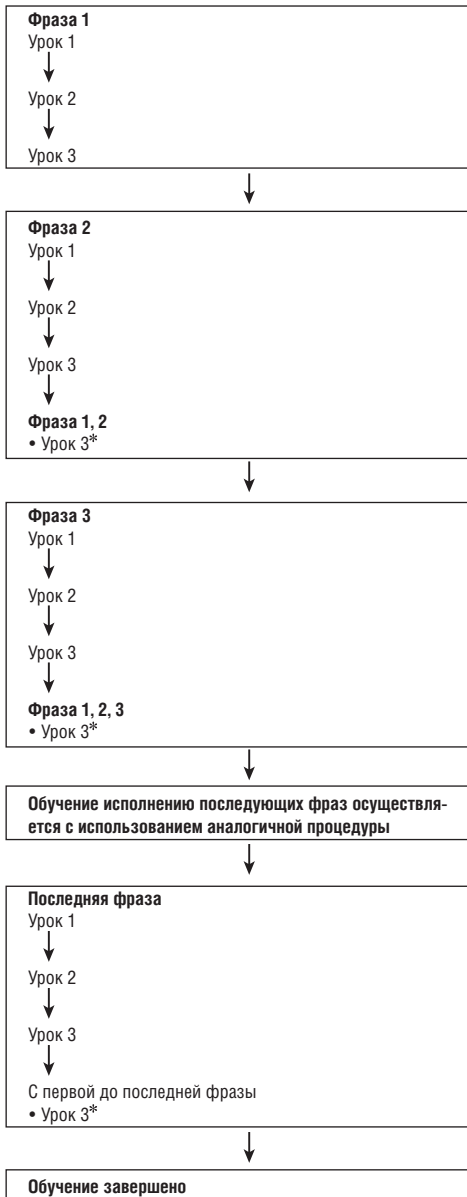 Фраза 1
Урок 1
Урок 2
Урок 3
Фраза 2
Урок 1
Урок 2
Урок 3
Фраза 1, 2
• Урок 3*
Фраза 3
Урок 1
Урок 2
Урок 3
Фраза 1, 2, 3
• Урок 3*
Обучение исполнению последующих фраз осуществля-
ется с использованием аналогичной процедуры
Последняя фраза
Урок 1
Урок 2
Урок 3
С первой до последней фразы
• Урок 3*
Обучение завершено